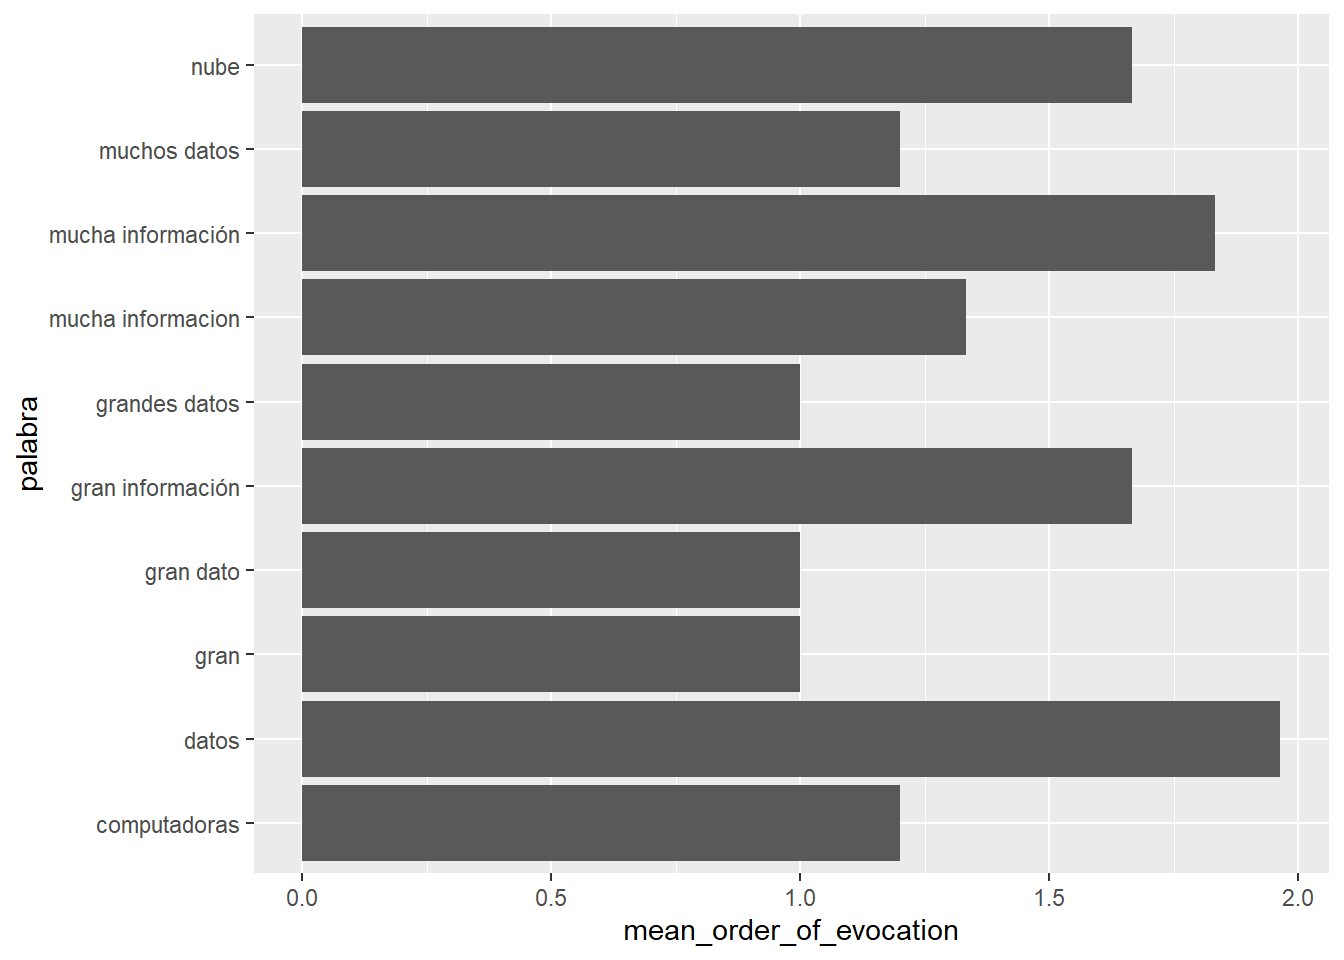 nube
muchos datos
mucha información
mucha informacion
grandes datos
gran información
gran dato
gran
datos
computadoras
palabra
0.0 0.5 1.0 1.5 2.0
mean_order_of_evocation